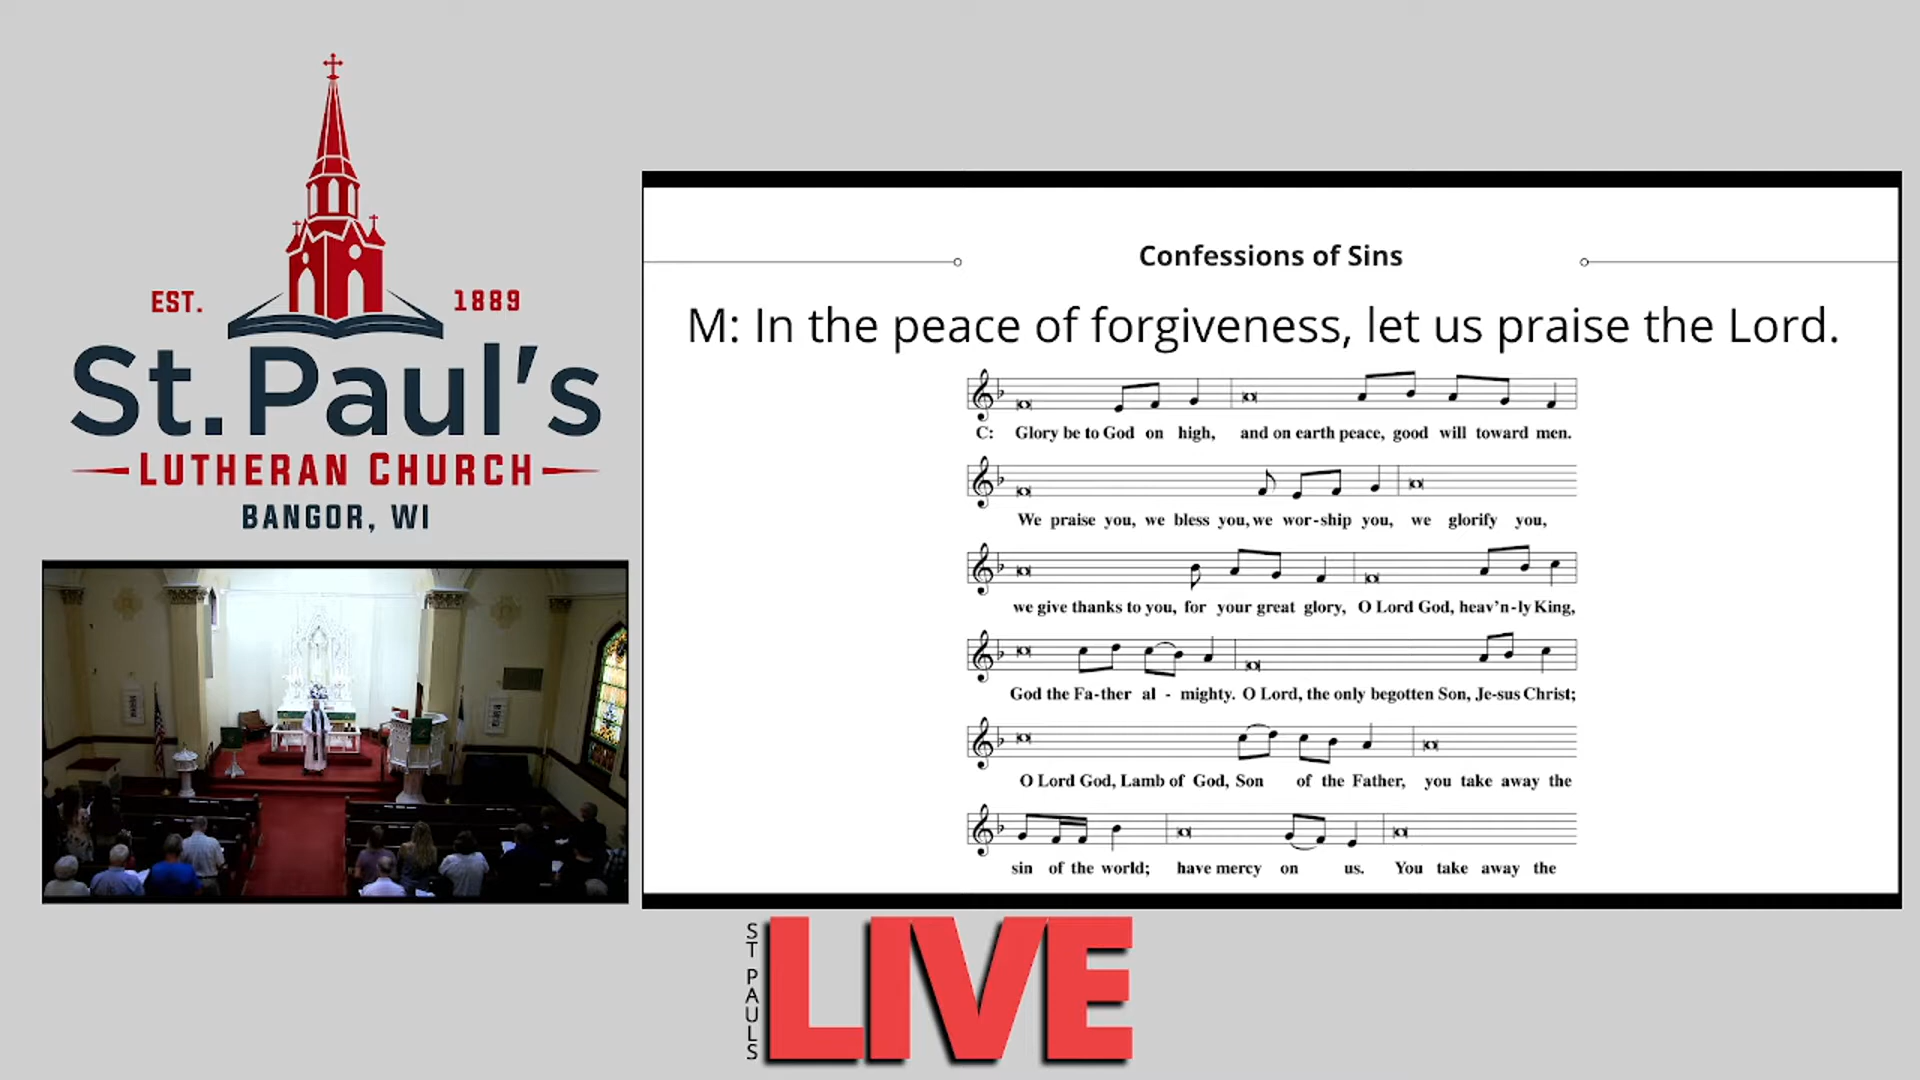 EST. 1889
St. Paul's
LUTHERAN CHURCH
BANGOR, WI
Confessions of Sins
M: In the peace of forgiveness, let us praise the Lord.
C: Glory be to God on high, and on earth peace, good will toward men.
We praise you, we bless you, we wor-ship you, we glorify you,
we give thanks to you, for your great glory, O Lord God, heav'n-ly King,
God the Fa-ther al - mighty. O Lord, the only begotten Son, Je-sus Christ;
O Lord God, Lamb of God, Son of the Father, you take away the
sin of the world; have mercy on us. You take away the
ST PAULS
LIVE